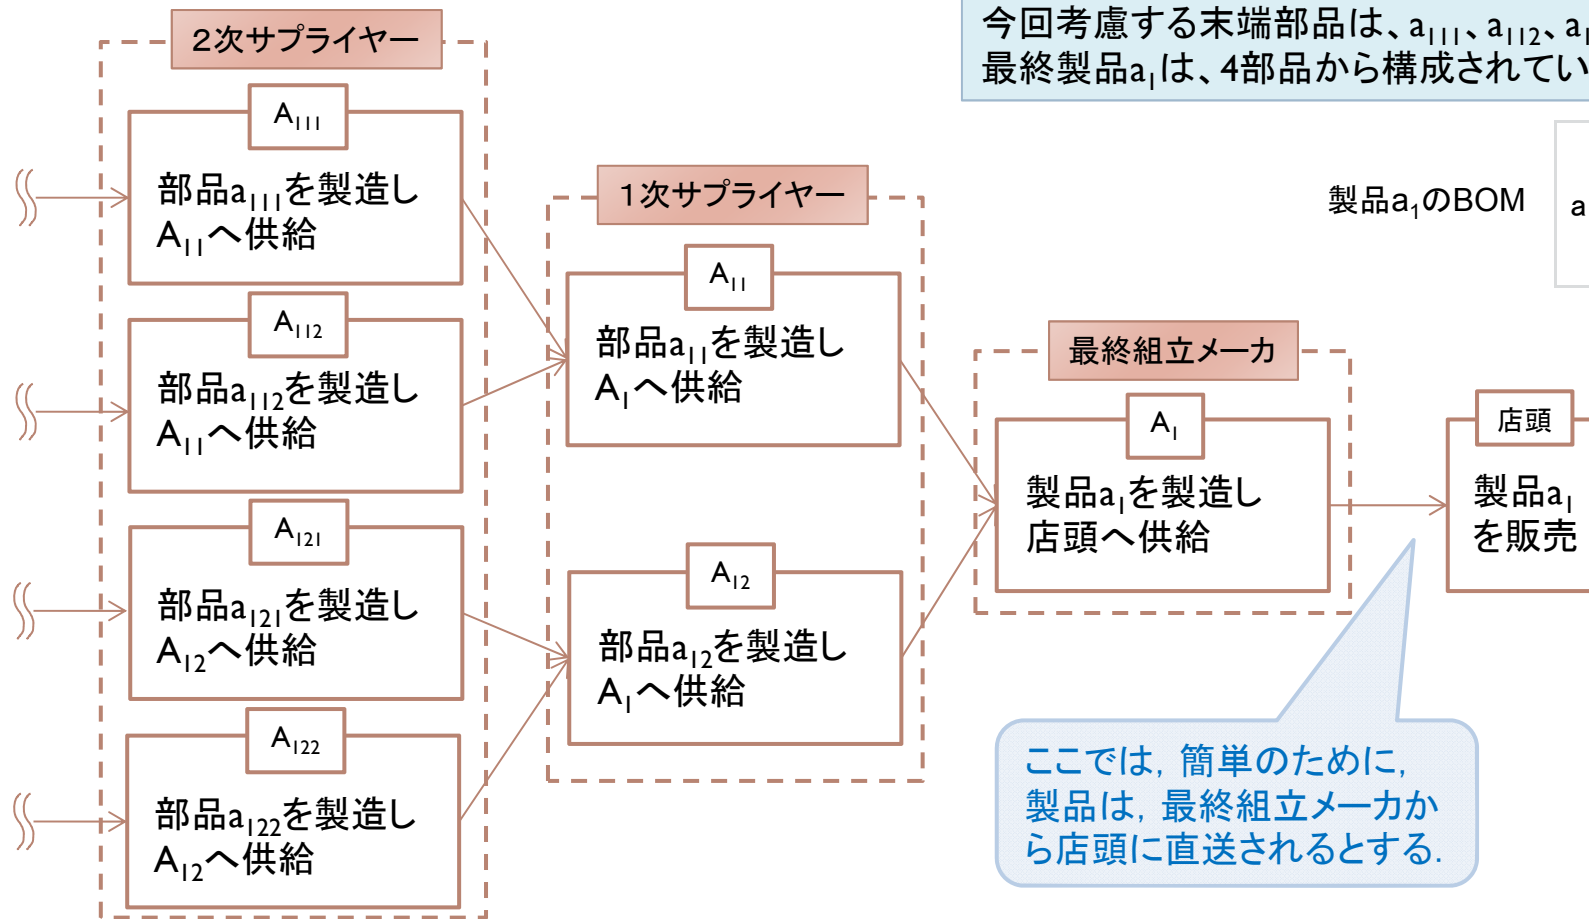 今回考慮する末端部品は、a₁₁₁、a₁₁₂、a₁
最終製品a₁は、4部品から構成されてい
製品a₁のBOM
a
2次サプライヤー
A₁₁₁
部品a₁₁₁を製造し
A₁₁へ供給
A₁₁₂
部品a₁₁₂を製造し
A₁₁へ供給
A₁₂₁
部品a₁₂₁を製造し
A₁₂へ供給
A₁₂₂
部品a₁₂₂を製造し
A₁₂へ供給
1次サプライヤー
A₁₁
部品a₁₁を製造し
A₁へ供給
A₁₂
部品a₁₂を製造し
A₁へ供給
最終組立メーカ
A₁
製品a₁を製造し
店頭へ供給
店頭
製品a₁
を販売
ここでは, 簡単のために,
製品は, 最終組立メーカか
ら店頭に直送されるとする.